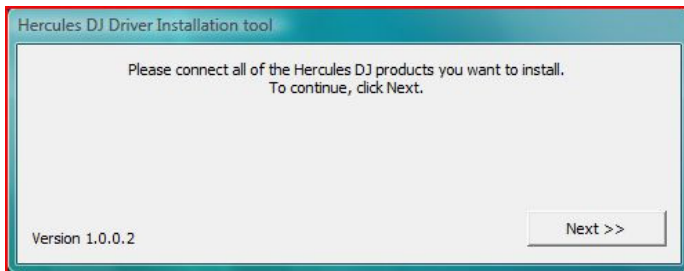 Hercules DJ Driver Installation tool
Please connect all of the Hercules DJ products you want to install.
To continue, click Next.
Next >>
Version 1.0.0.2